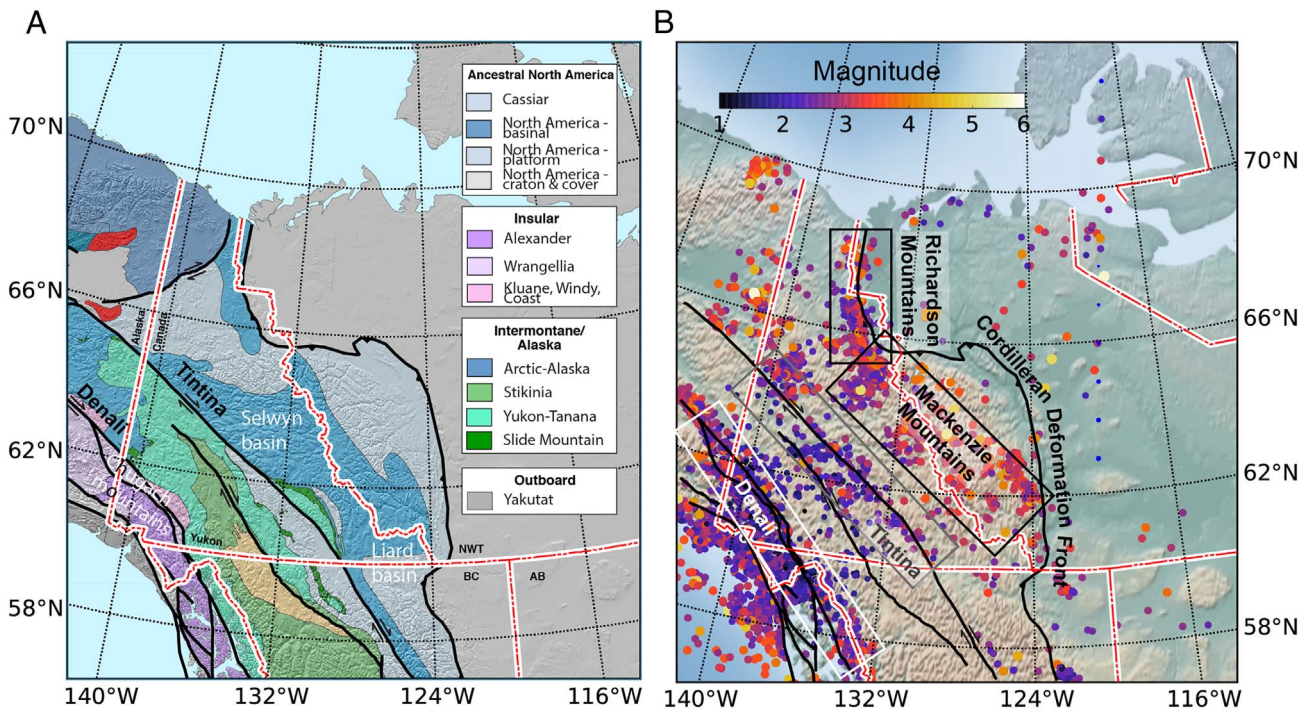 A
70°N
66°N
62°N
58°N
140°W
132°W
124°W
116°W
Ancestral North America
Cassiar
North America -
basinal
North America -
platform
North America -
craton & cover
Insular
Alexander
Wrangellia
Kluane, Windy,
Coast
Intermontane/
Alaska
Arctic-Alaska
Stikinia
Yukon-Tanana
Slide Mountain
Outboard
Yakutat
Alaska
Canada
Tintina
Denali
Selwyn
basin
mountains
Yukon
Liard
basin
NWT
BC
AB
B
Magnitude
1 2 3 4 5 6
70°N
66°N
62°N
58°N
140°W
132°W
124°W
116°W
Richardson
Mountains
Mackenzie
Mountains
Cordilleran Deformation Front
Denali
Tintina